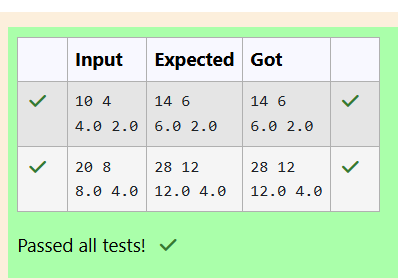 Input Expected Got
10 4 14 6 14 6
4.0 2.0 6.0 2.0 6.0 2.0
20 8 28 12 28 12
8.0 4.0 12.0 4.0 12.0 4.0
Passed all tests!